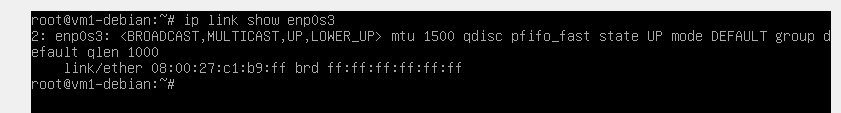 root@vm1-debian:~# ip link show enp0s3
2: enp0s3: <BROADCAST,MULTICAST,UP,LOWER_UP> mtu 1500 qdisc pfifo_fast state UP mode DEFAULT group d
efault qlen 1000
    link/ether 08:00:27:c1:b9:ff brd ff:ff:ff:ff:ff:ff
root@vm1-debian:~#